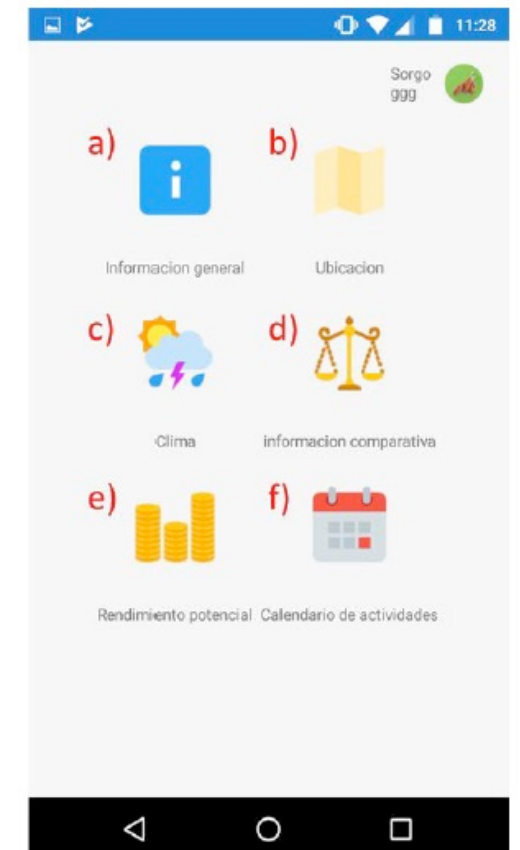 11:28
Sorgo
ggg
a)
b)
Informacion general
Ubicacion
c)
d)
Clima
informacion comparativa
e)
f)
Rendimiento potencial
Calendario de actividades